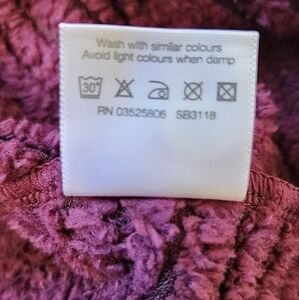 Wash with similar colours
Avoid light colours when damp
30°
RN 03525806 SB3118